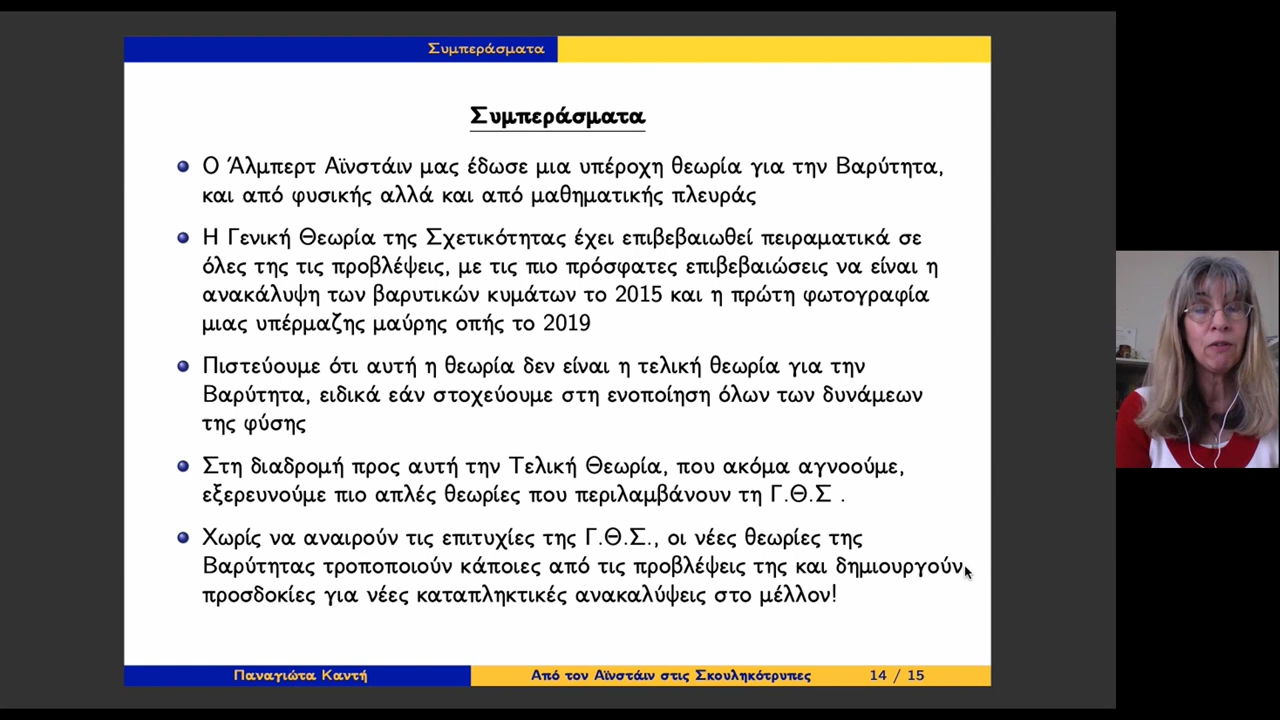 Συμπεράσματα
Συμπεράσματα
Ο Άλμπερτ Αϊνστάιν μας έδωσε μια υπέροχη θεωρία για την Βαρύτητα,
και από φυσικής αλλά και από μαθηματικής πλευράς
Η Γενική Θεωρία της Σχετικότητας έχει επιβεβαιωθεί πειραματικά σε
όλες της τις προβλέψεις, με τις πιο πρόσφατες επιβεβαιώσεις να είναι η
ανακάλυψη των βαρυτικών κυμάτων το 2015 και η πρώτη φωτογραφία
μιας υπέρμαζης μαύρης οπής το 2019
Πιστεύουμε ότι αυτή η θεωρία δεν είναι η τελική θεωρία για την
Βαρύτητα, ειδικά εάν στοχεύουμε στη ενοποίηση όλων των δυνάμεων
της φύσης
Στη διαδρομή προς αυτή την Τελική Θεωρία, που ακόμα αγνοούμε,
εξερευνούμε πιο απλές θεωρίες που περιλαμβάνουν τη Γ.Θ.Σ .
Χωρίς να αναιρούν τις επιτυχίες της Γ.Θ.Σ., οι νέες θεωρίες της
Βαρύτητας τροποποιούν κάποιες από τις προβλέψεις της και δημιουργούν
προσδοκίες για νέες καταπληκτικές ανακαλύψεις στο μέλλον!
Παναγιώτα Καντή
Από τον Αϊνστάιν στις Σκουληκότρυπες
14 / 15